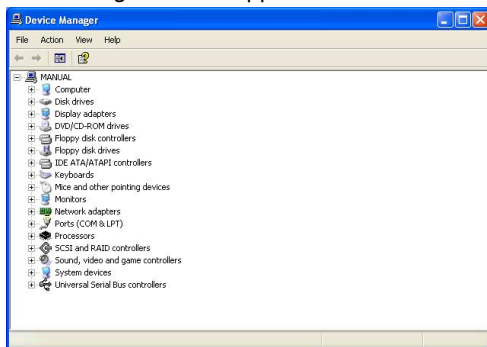 Device Manager
File Action View Help
MANUAL
Computer
Disk drives
Display adapters
DVD/CD-ROM drives
Floppy disk controllers
Floppy disk drives
IDE ATA/ATAPI controllers
Keyboards
Mice and other pointing devices
Monitors
Network adapters
Ports (COM & LPT)
Processors
SCSI and RAID controllers
Sound, video and game controllers
System devices
Universal Serial Bus controllers